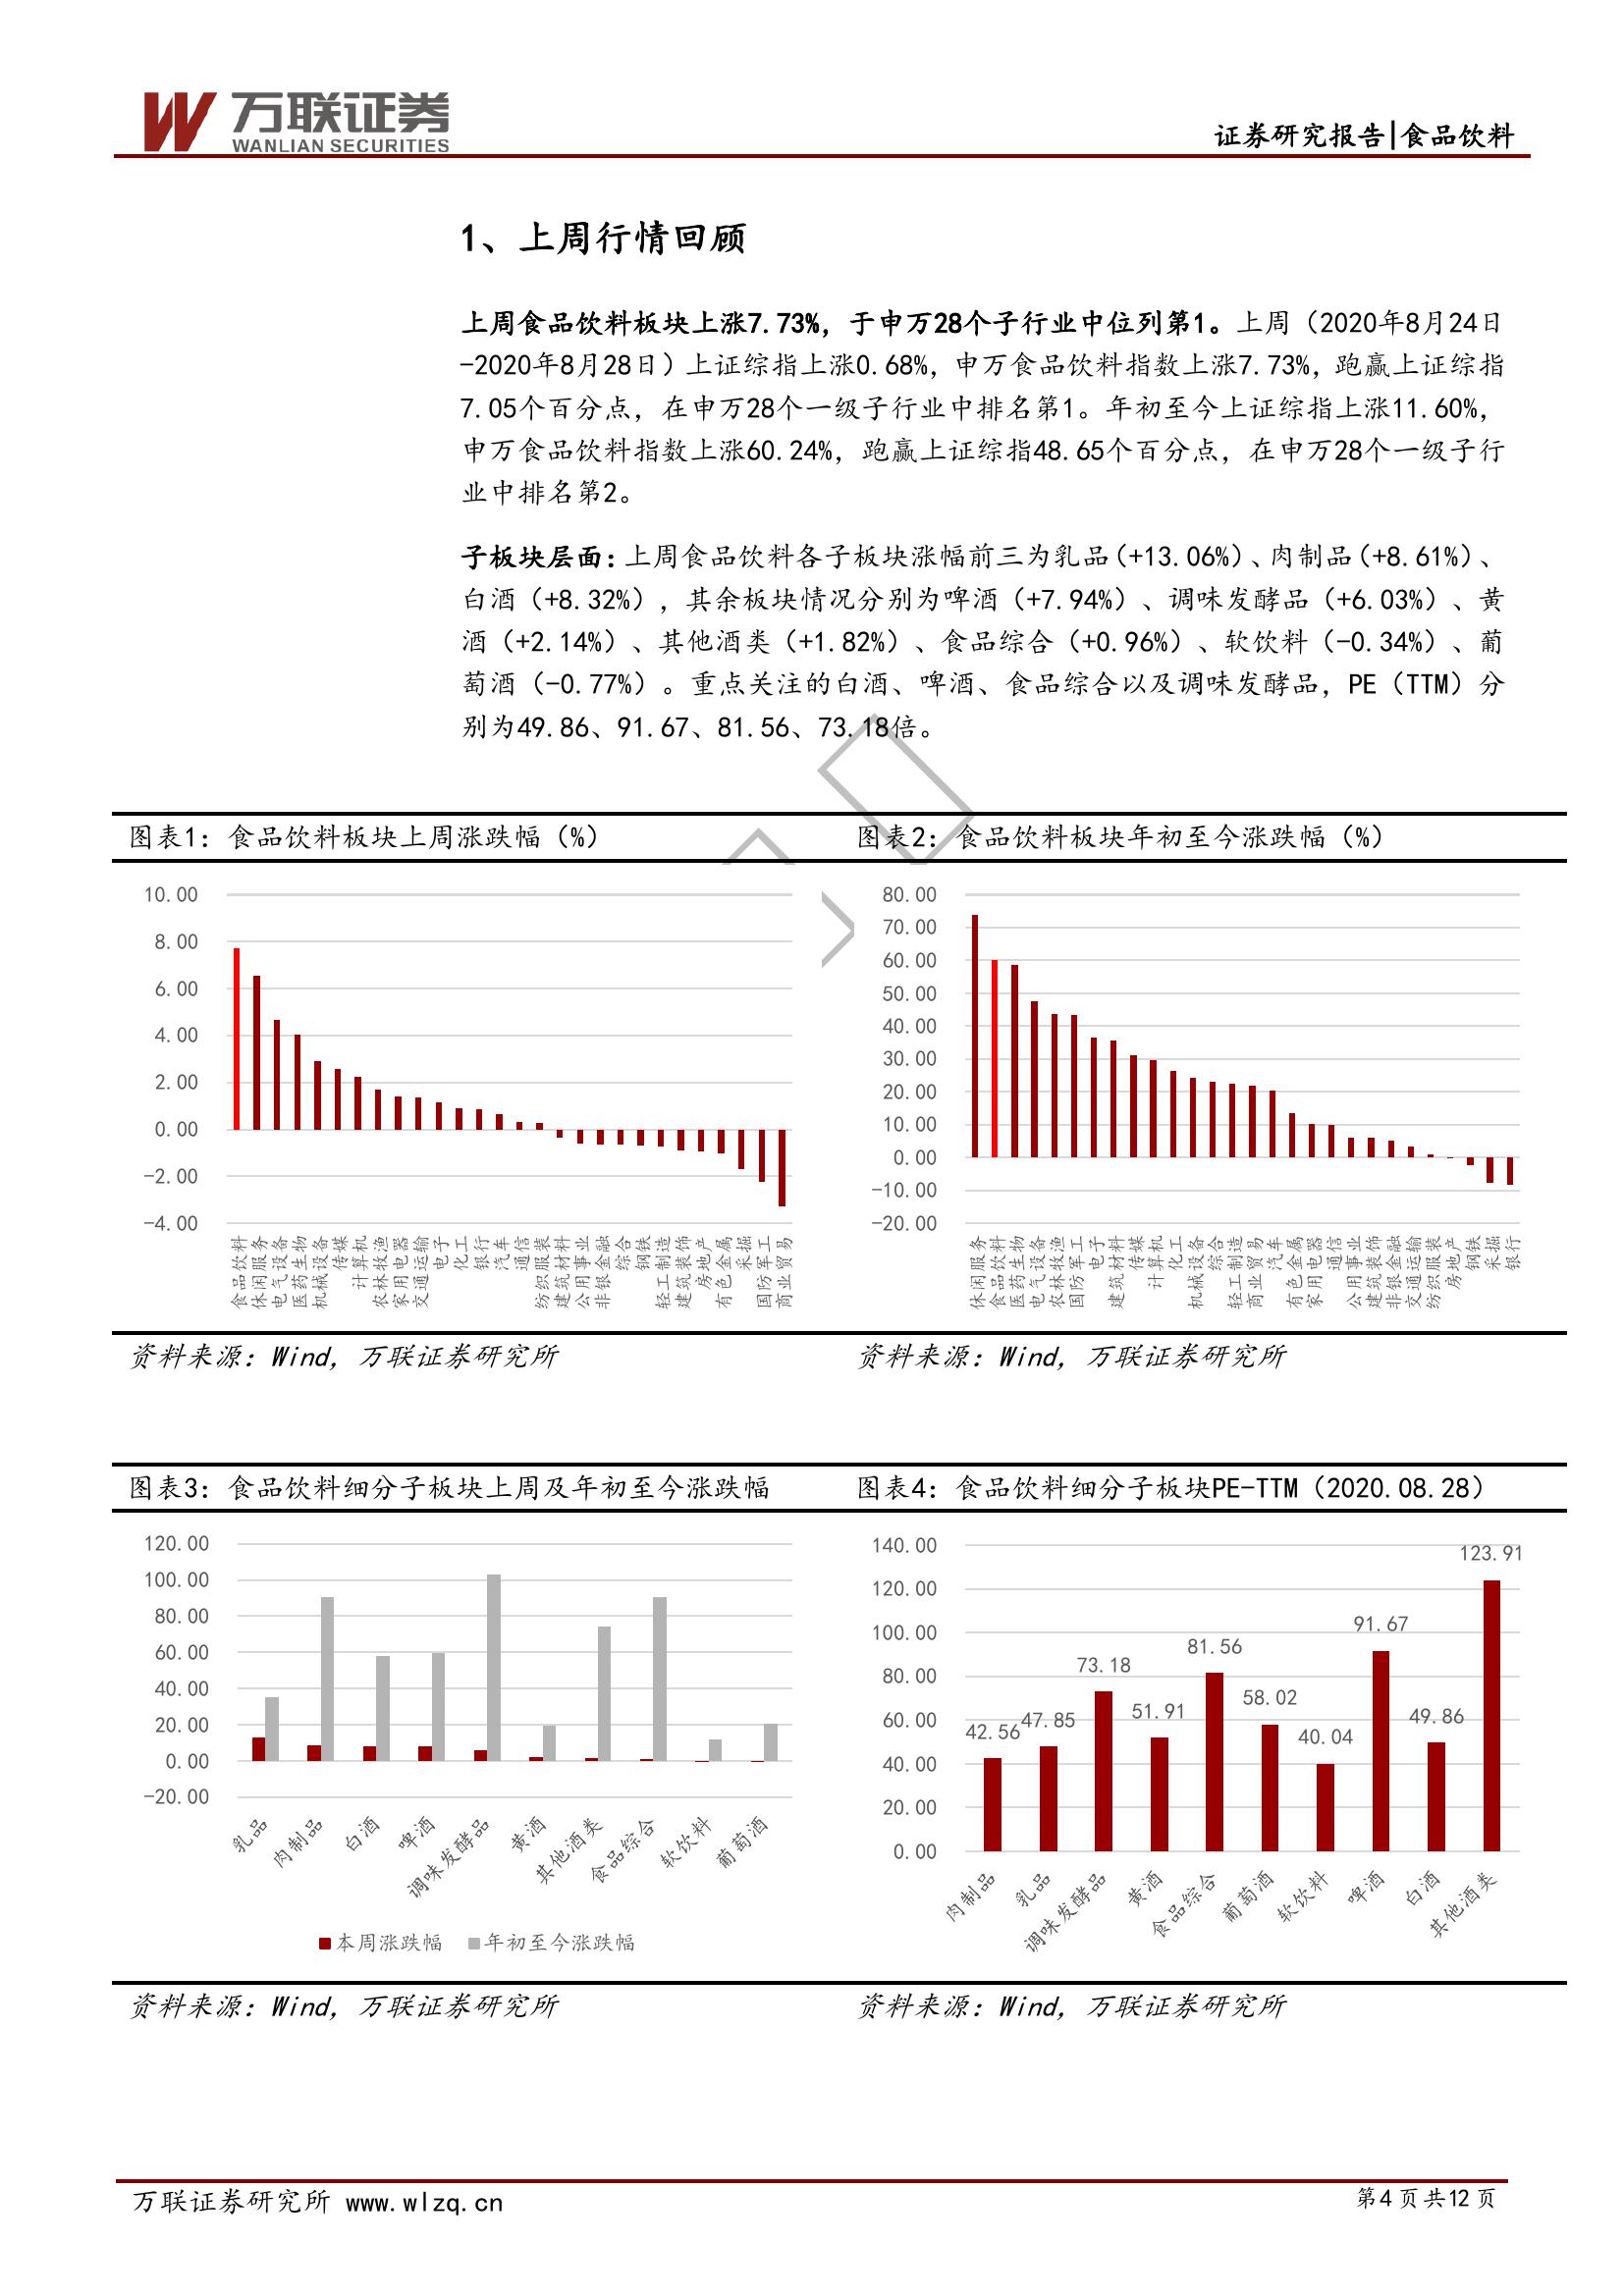 万联证券
WANLIAN SECURITIES
证券研究报告|食品饮料
1、上周行情回顾
上周食品饮料板块上涨7.73%，于申万28个子行业中位列第1。上周（2020年8月24日
-2020年8月28日）上证综指上涨0.68%，申万食品饮料指数上涨7.73%，跑赢上证综指
7.05个百分点，在申万28个一级子行业中排名第1。年初至今上证综指上涨11.60%，
申万食品饮料指数上涨60.24%，跑赢上证综指48.65个百分点，在申万28个一级子行
业中排名第2。
子板块层面：上周食品饮料各子板块涨幅前三为乳品（+13.06%）、肉制品（+8.61%）、
白酒（+8.32%），其余板块情况分别为啤酒（+7.94%）、调味发酵品（+6.03%）、黄
酒（+2.14%）、其他酒类（+1.82%）、食品综合（+0.96%）、软饮料（-0.34%）、葡
萄酒（-0.77%）。重点关注的白酒、啤酒、食品综合以及调味发酵品，PE（TTM）分
别为49.86、91.67、81.56、73.18倍。
图表1：食品饮料板块上周涨跌幅（%）
10.00
8.00
6.00
4.00
2.00
0.00
-2.00
-4.00
食品饮料
休闲服务
电气设备
医药生物
机械设备
传媒
计算机
农林牧渔
家用电器
交通运输
电子
化工
银行
汽车
通信
纺织服装
建筑材料
公用事业
非银金融
综合
钢铁
轻工制造
建筑装饰
房地产
有色金属
采掘
国防军工
商业贸易
资料来源：Wind，万联证券研究所
图表2：食品饮料板块年初至今涨跌幅（%）
80.00
70.00
60.00
50.00
40.00
30.00
20.00
10.00
0.00
-10.00
-20.00
休闲服务
食品饮料
医药生物
电气设备
农林牧渔
国防军工
电子
建筑材料
传媒
计算机
化工
机械设备
综合
轻工制造
商业贸易
汽车
有色金属
家用电器
通信
公用事业
建筑装饰
非银金融
交通运输
纺织服装
房地产
钢铁
采掘
银行
资料来源：Wind，万联证券研究所
图表3：食品饮料细分子板块上周及年初至今涨跌幅
120.00
100.00
80.00
60.00
40.00
20.00
0.00
-20.00
乳品
肉制品
白酒
啤酒
调味发酵品
黄酒
其他酒类
食品综合
软饮料
葡萄酒
本周涨跌幅
年初至今涨跌幅
资料来源：Wind，万联证券研究所
图表4：食品饮料细分子板块PE-TTM（2020.08.28）
140.00
120.00
100.00
80.00
60.00
40.00
20.00
0.00
42.56
47.85
73.18
51.91
81.56
58.02
40.04
91.67
49.86
123.91
肉制品
乳品
调味发酵品
黄酒
食品综合
葡萄酒
软饮料
啤酒
白酒
其他酒类
资料来源：Wind，万联证券研究所
万联证券研究所 www.wlzq.cn
第4页共12页